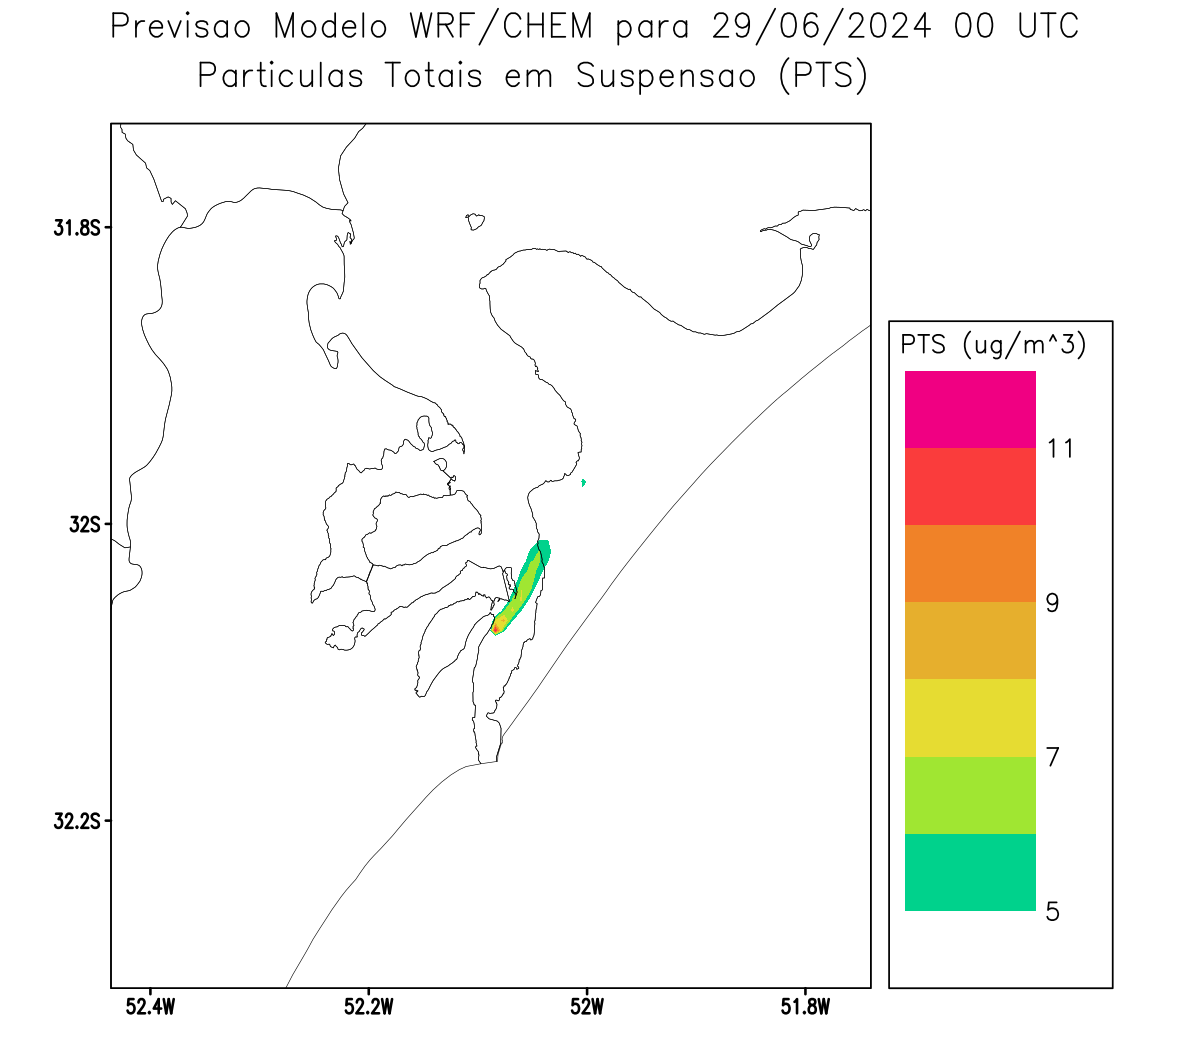 Previsao Modelo WRF/CHEM para 29/06/2024 00 UTC
Particulas Totais em Suspensao (PTS)
31.8S
32S
32.2S
52.4W
52.2W
52W
51.8W
PTS (ug/m^3)
11
9
7
5